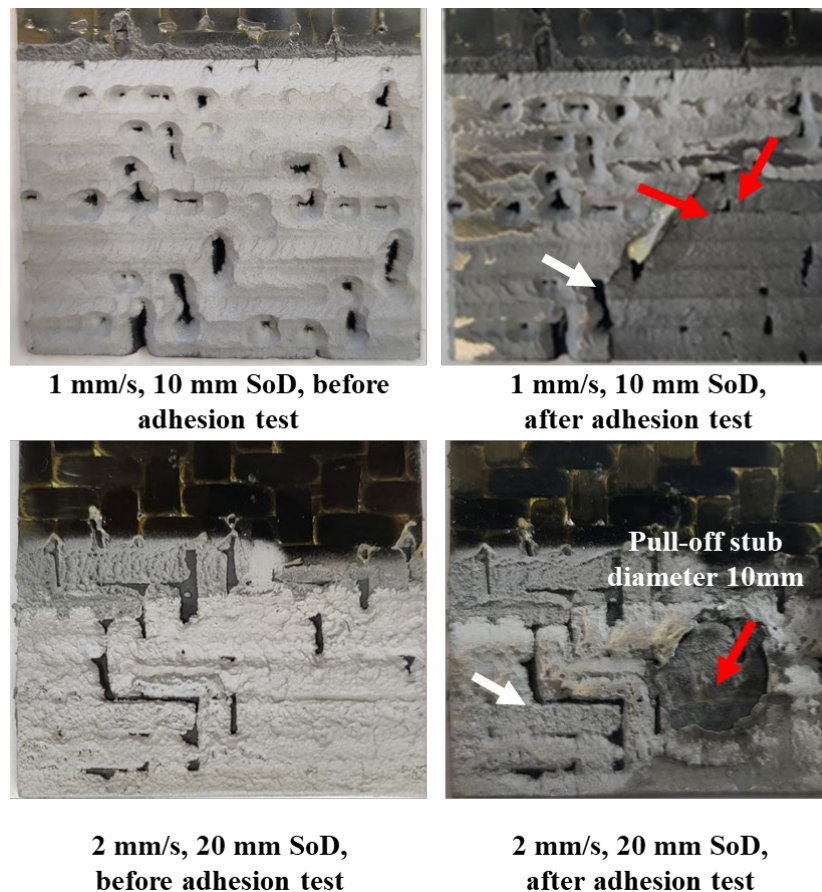 1 mm/s, 10 mm SoD, before
adhesion test
1 mm/s, 10 mm SoD,
after adhesion test
Pull-off stub
diameter 10mm
2 mm/s, 20 mm SoD,
before adhesion test
2 mm/s, 20 mm SoD,
after adhesion test